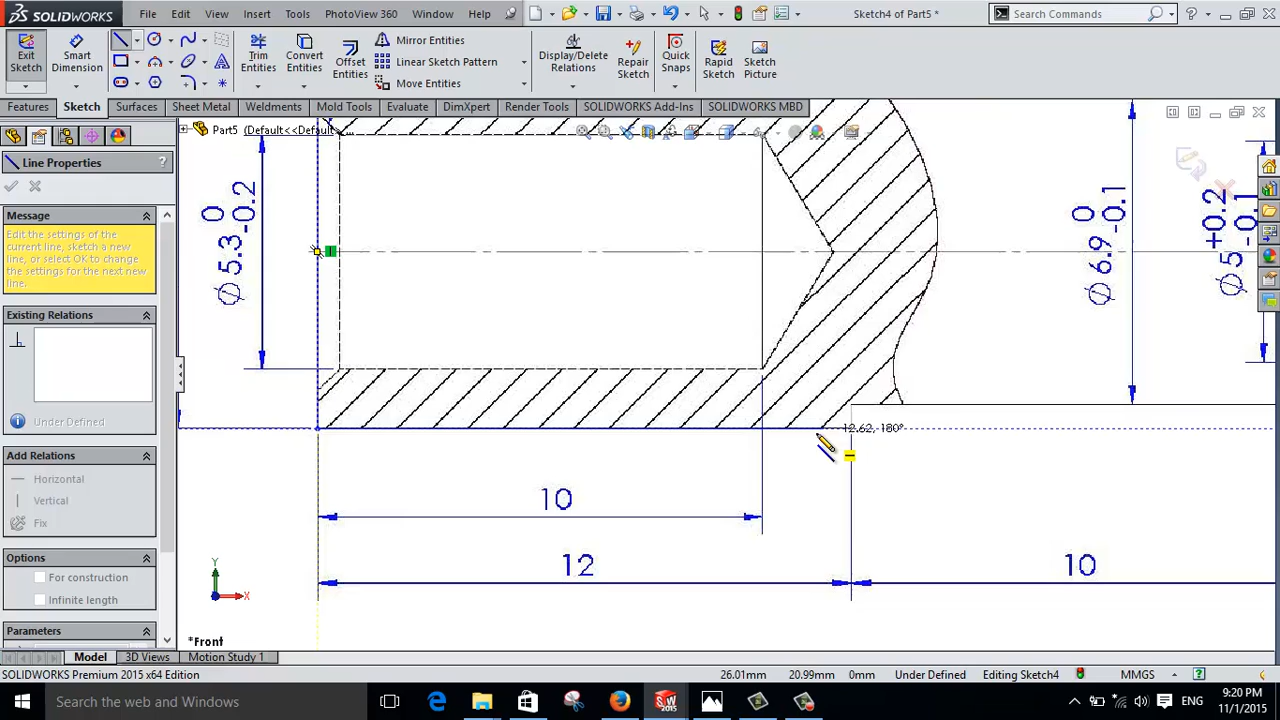 SOLIDWORKS
File
Edit
View
Insert
Tools
PhotoView 360
Window
Help
Sketch4 of Part5 *
Search Commands
Exit
Sketch
Smart
Dimension
Trim
Entities
Convert
Entities
Offset
Entities
Mirror Entities
Linear Sketch Pattern
Move Entities
Display/Delete
Relations
Repair
Sketch
Quick
Snaps
Rapid
Sketch
Sketch
Picture
Features
Sketch
Surfaces
Sheet Metal
Weldments
Mold Tools
Evaluate
DimXpert
Render Tools
SOLIDWORKS Add-Ins
SOLIDWORKS MBD
Part5 (Default<<Default
Line Properties
?
Message
Edit the settings of the
current line, sketch a new
line, or select OK to change
the settings for the next new
line.
Existing Relations
Under Defined
Add Relations
Horizontal
Vertical
Fix
Options
For construction
Infinite length
Parameters
Ø 5.3 0 -0.2
Ø 6.9 0 -0.1
Ø 5 +0.2 -0.1
12.62, 180°
10
12
10
Y
X
*Front
Model
3D Views
Motion Study 1
SOLIDWORKS Premium 2015 x64 Edition
26.01mm
20.99mm
0mm
Under Defined
Editing Sketch4
MMGS
Search the web and Windows
SW
2015
ENG
9:20 PM
11/1/2015